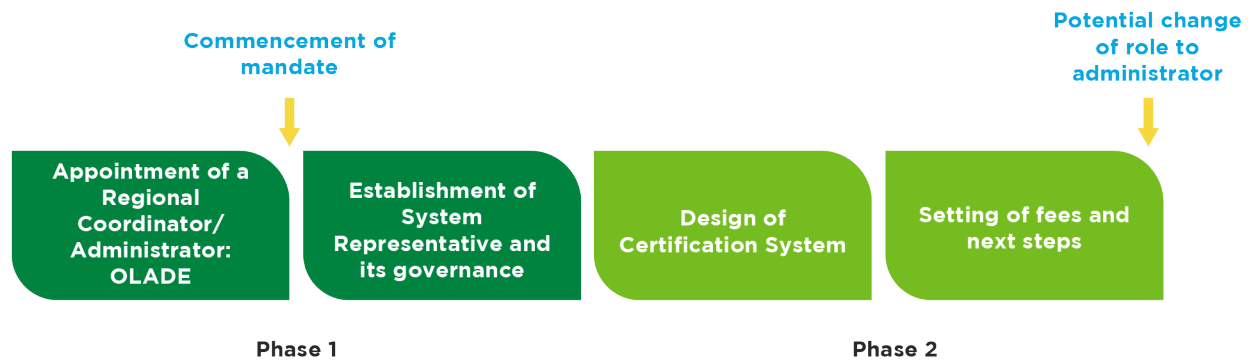 Commencement of
mandate
Potential change
of role to
administrator
Appointment of a
Regional
Coordinator/
Administrator:
OLADE
Establishment of
System
Representative and
its governance
Design of
Certification System
Setting of fees and
next steps
Phase 1
Phase 2